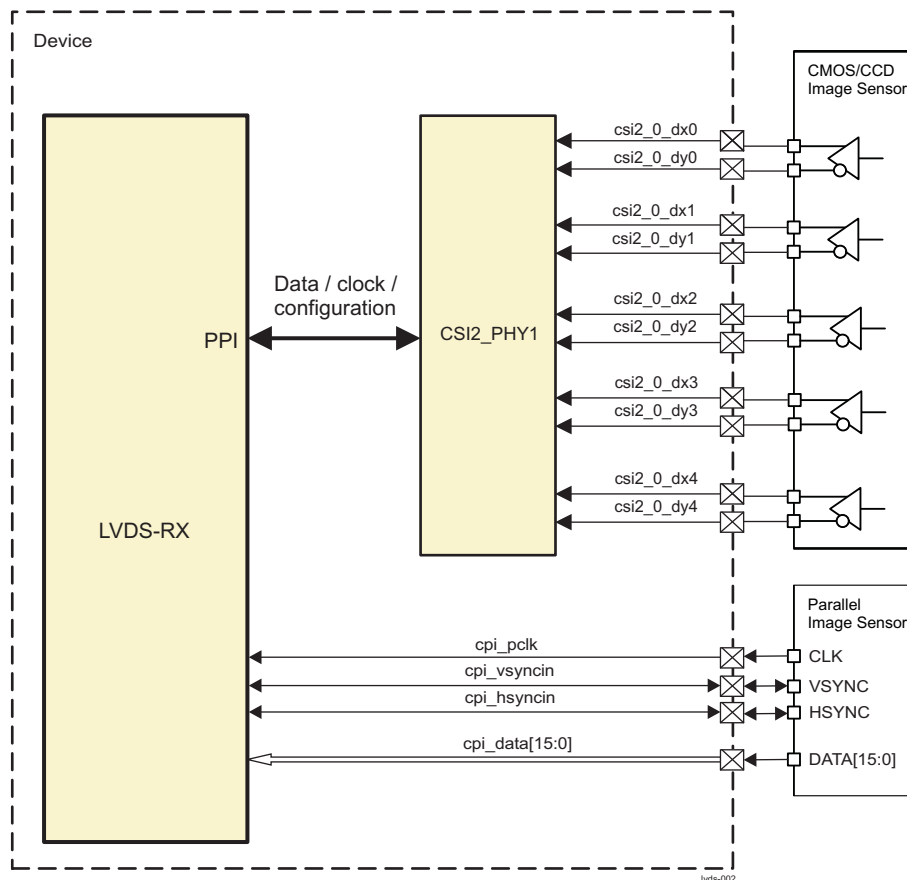 Device
CMOS/CCD
Image Sensor
csi2_0_dx0
csi2_0_dy0
csi2_0_dx1
csi2_0_dy1
Data / clock /
configuration
csi2_0_dx2
csi2_0_dy2
PPI
CSI2_PHY1
csi2_0_dx3
csi2_0_dy3
csi2_0_dx4
csi2_0_dy4
LVDS-RX
Parallel
Image Sensor
cpi_pclk
CLK
cpi_vsyncin
VSYNC
cpi_hsyncin
HSYNC
cpi_data[15:0]
DATA[15:0]
lvds-002